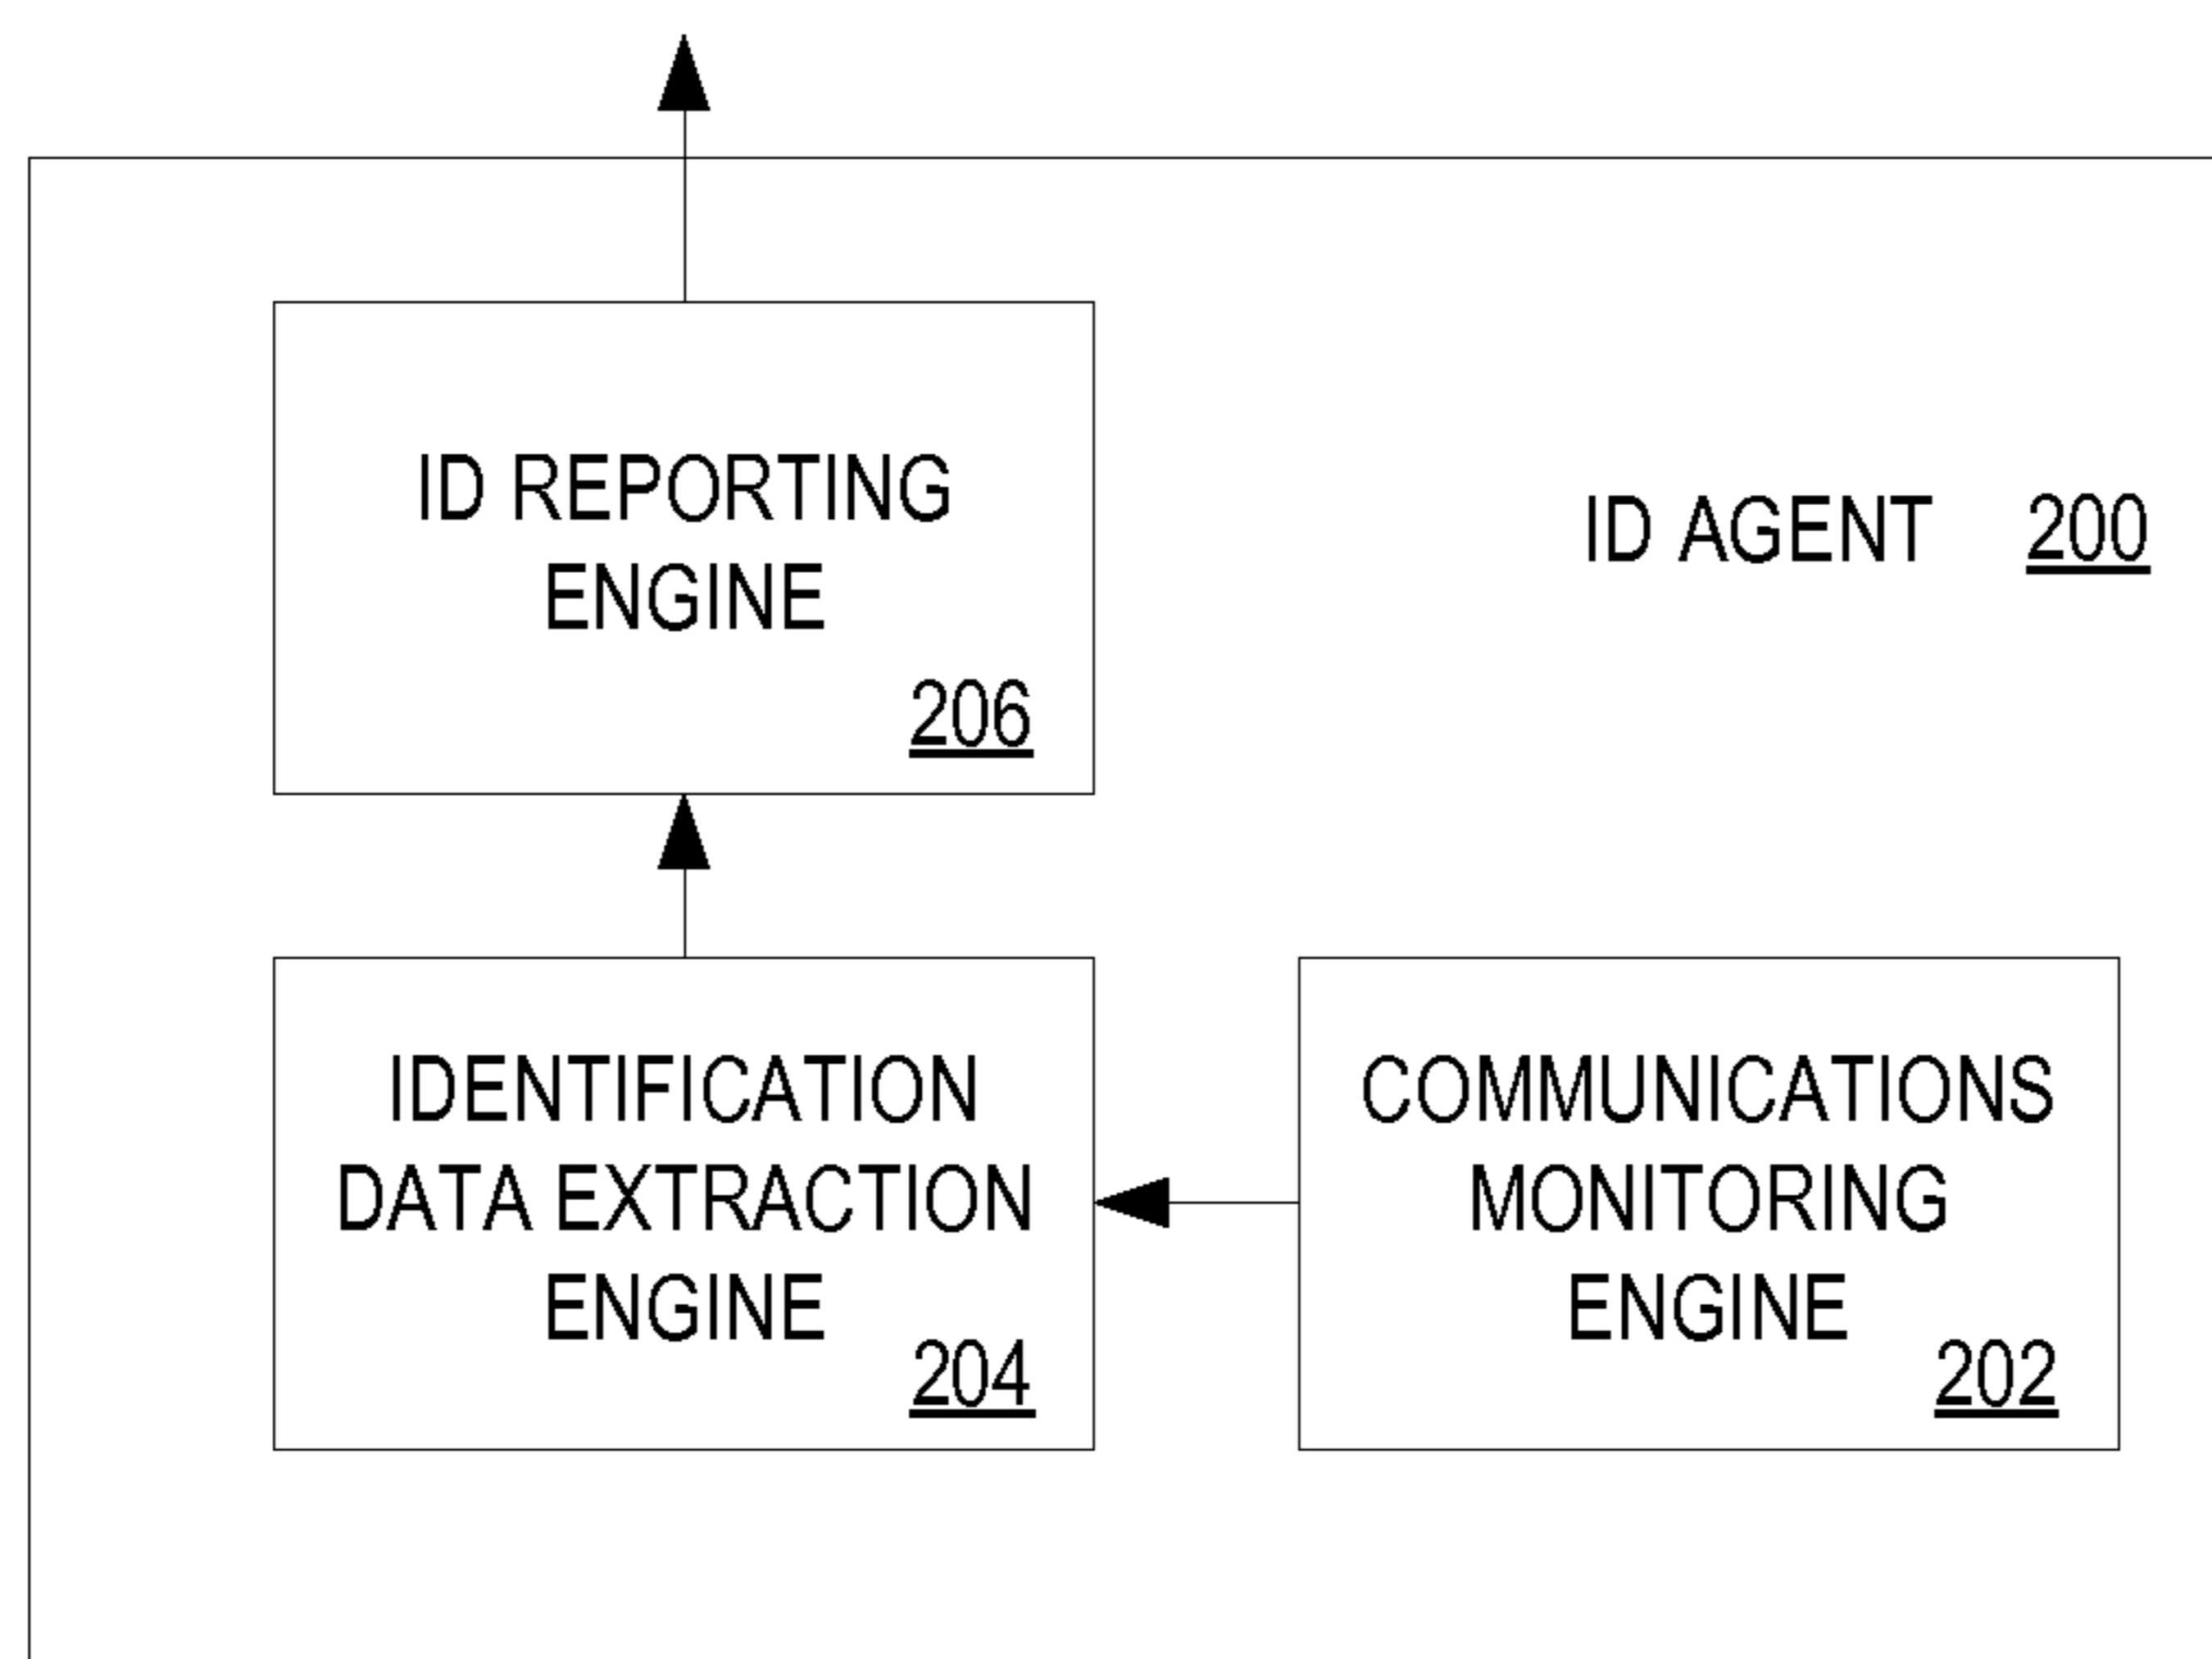 ID REPORTING
ENGINE
206
ID AGENT 200
IDENTIFICATION
DATA EXTRACTION
ENGINE
204
COMMUNICATIONS
MONITORING
ENGINE
202